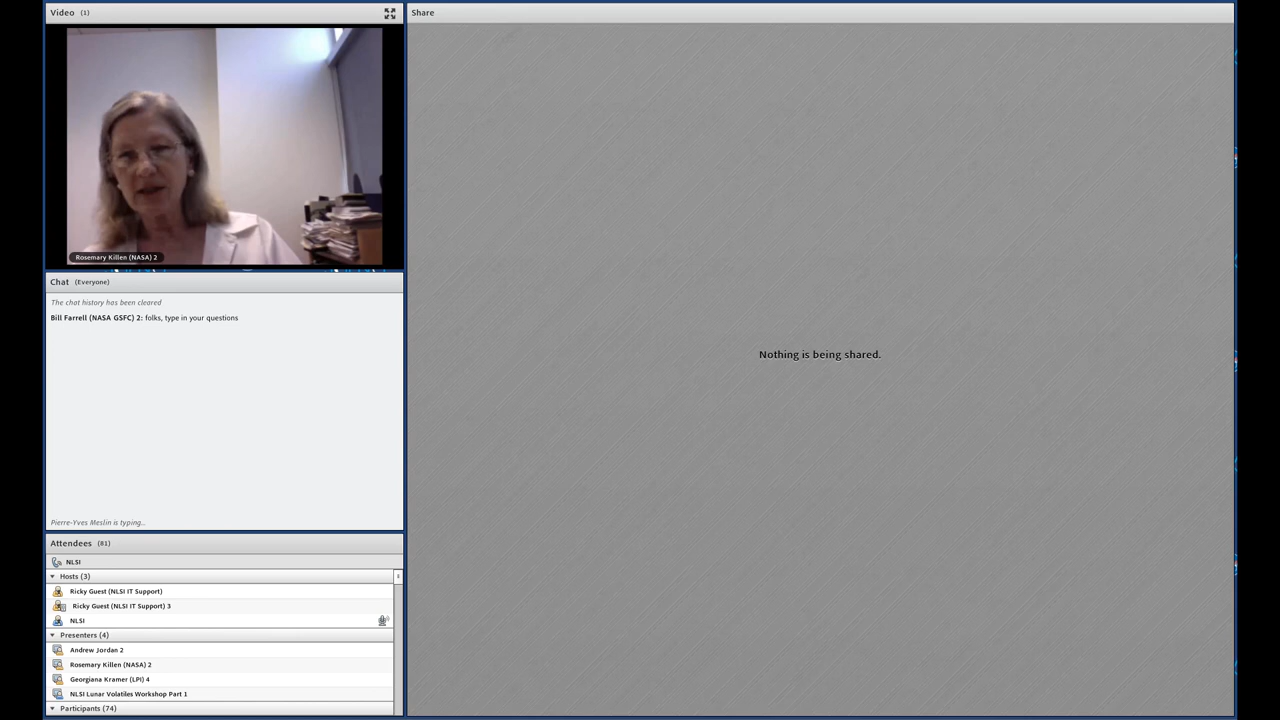 Video (1)
Share
Rosemary Killen (NASA) 2
Chat (Everyone)
The chat history has been cleared
Bill Farrell (NASA GSFC) 2: folks, type in your questions
Nothing is being shared.
Pierre-Yves Meslin is typing...
Attendees (81)
NLSI
Hosts (3)
Ricky Guest (NLSI IT Support)
Ricky Guest (NLSI IT Support) 3
NLSI
Presenters (4)
Andrew Jordan 2
Rosemary Killen (NASA) 2
Georgiana Kramer (LPI) 4
NLSI Lunar Volatiles Workshop Part 1
Participants (74)